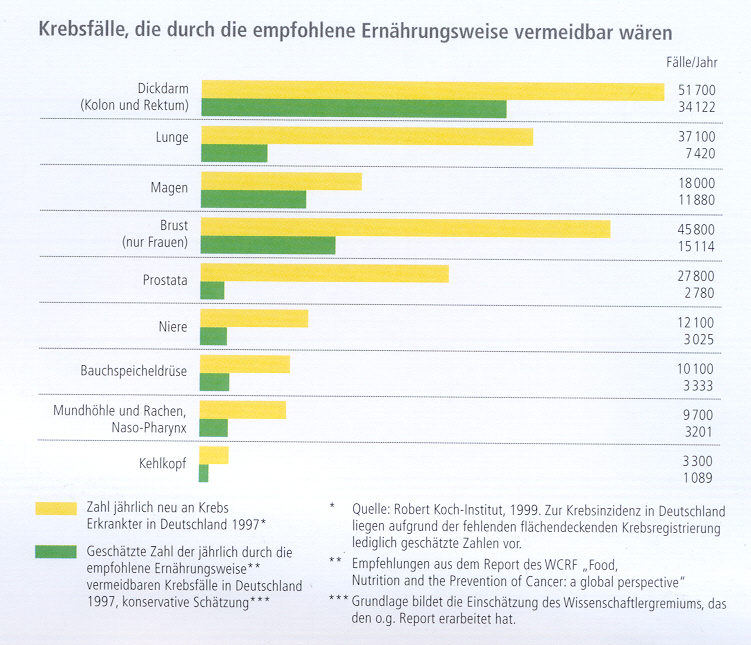 Krebsfälle, die durch die empfohlene Ernährungsweise vermeidbar wären
Fälle/Jahr
Dickdarm
(Kolon und Rektum)
51 700
34 122
Lunge
37 100
7 420
Magen
18 000
11 880
Brust
(nur Frauen)
45 800
15 114
Prostata
27 800
2 780
Niere
12 100
3 025
Bauchspeicheldrüse
10 100
3 333
Mundhöhle und Rachen,
Naso-Pharynx
9 700
3201
Kehlkopf
3 300
1 089
Zahl jährlich neu an Krebs
Erkrankter in Deutschland 1997*
Geschätzte Zahl der jährlich durch die
empfohlene Ernährungsweise**
vermeidbaren Krebsfälle in Deutschland
1997, konservative Schätzung***
* Quelle: Robert Koch-Institut, 1999. Zur Krebsinzidenz in Deutschland
liegen aufgrund der fehlenden flächendeckenden Krebsregistrierung
lediglich geschätzte Zahlen vor.
** Empfehlungen aus dem Report des WCRF „Food,
Nutrition and the Prevention of Cancer: a global perspective“
*** Grundlage bildet die Einschätzung des Wissenschaftlergremiums, das
den o.g. Report erarbeitet hat.